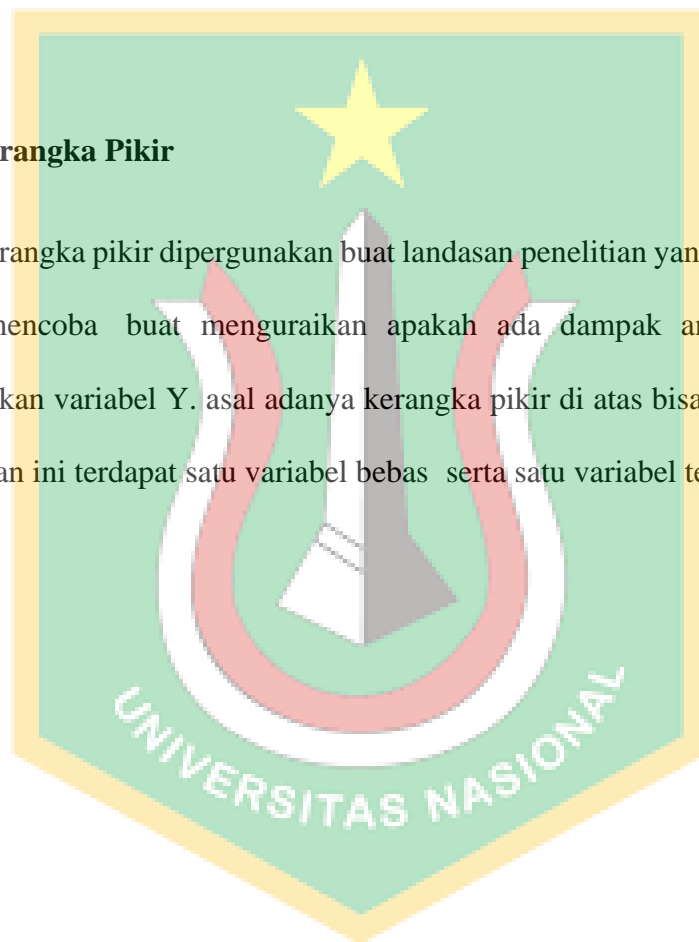 rangka Pikir
rangka pikir dipergunakan buat landasan penelitian yan
mencoba buat menguraikan apakah ada dampak a
kan variabel Y. asal adanya kerangka pikir di atas bisa
an ini terdapat satu variabel bebas serta satu variabel te
UNIVERSITAS NASIONAL